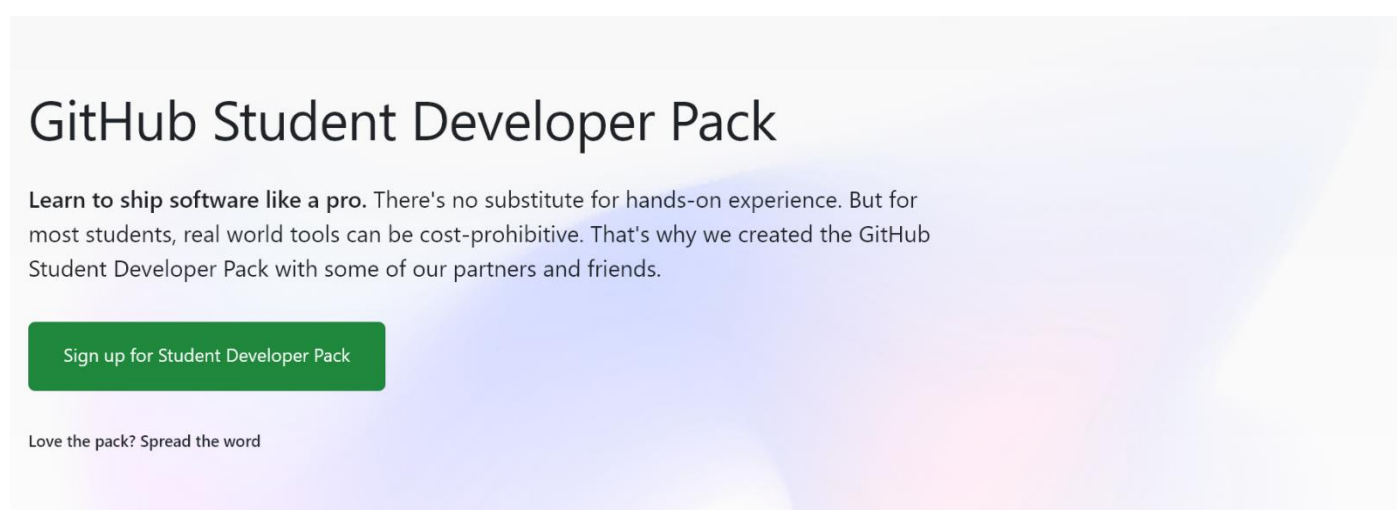 GitHub Student Developer Pack
Learn to ship software like a pro. There's no substitute for hands-on experience. But for
most students, real world tools can be cost-prohibitive. That's why we created the GitHub
Student Developer Pack with some of our partners and friends.
Sign up for Student Developer Pack
Love the pack? Spread the word